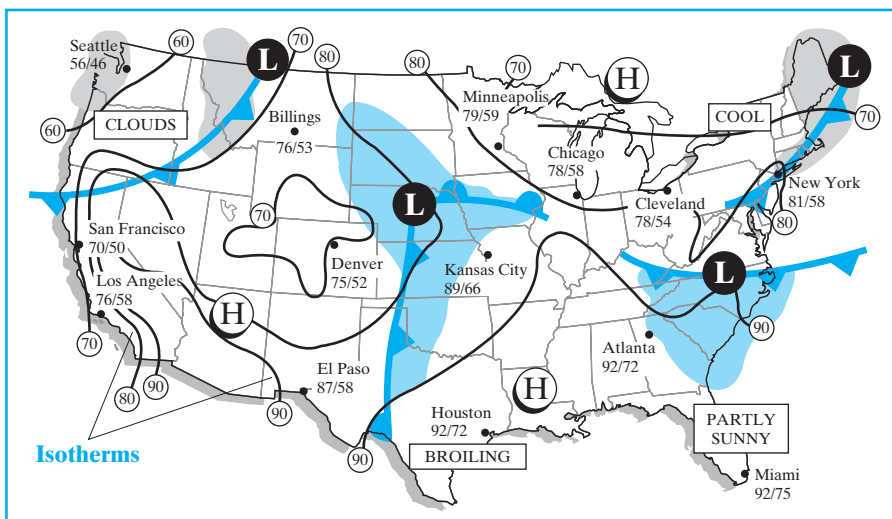 60
70
80
80
70
L
H
L
Seattle
56/46
Minneapolis
79/59
60
CLOUDS
Billings
76/53
COOL
70
Chicago
78/58
New York
81/58
70
L
Cleveland
78/54
80
San Francisco
70/50
Denver
75/52
Kansas City
89/66
L
Los Angeles
76/58
H
70
90
Atlanta
92/72
80
90
El Paso
87/58
H
90
Houston
92/72
PARTLY
SUNNY
Isotherms
90
BROILING
Miami
92/75